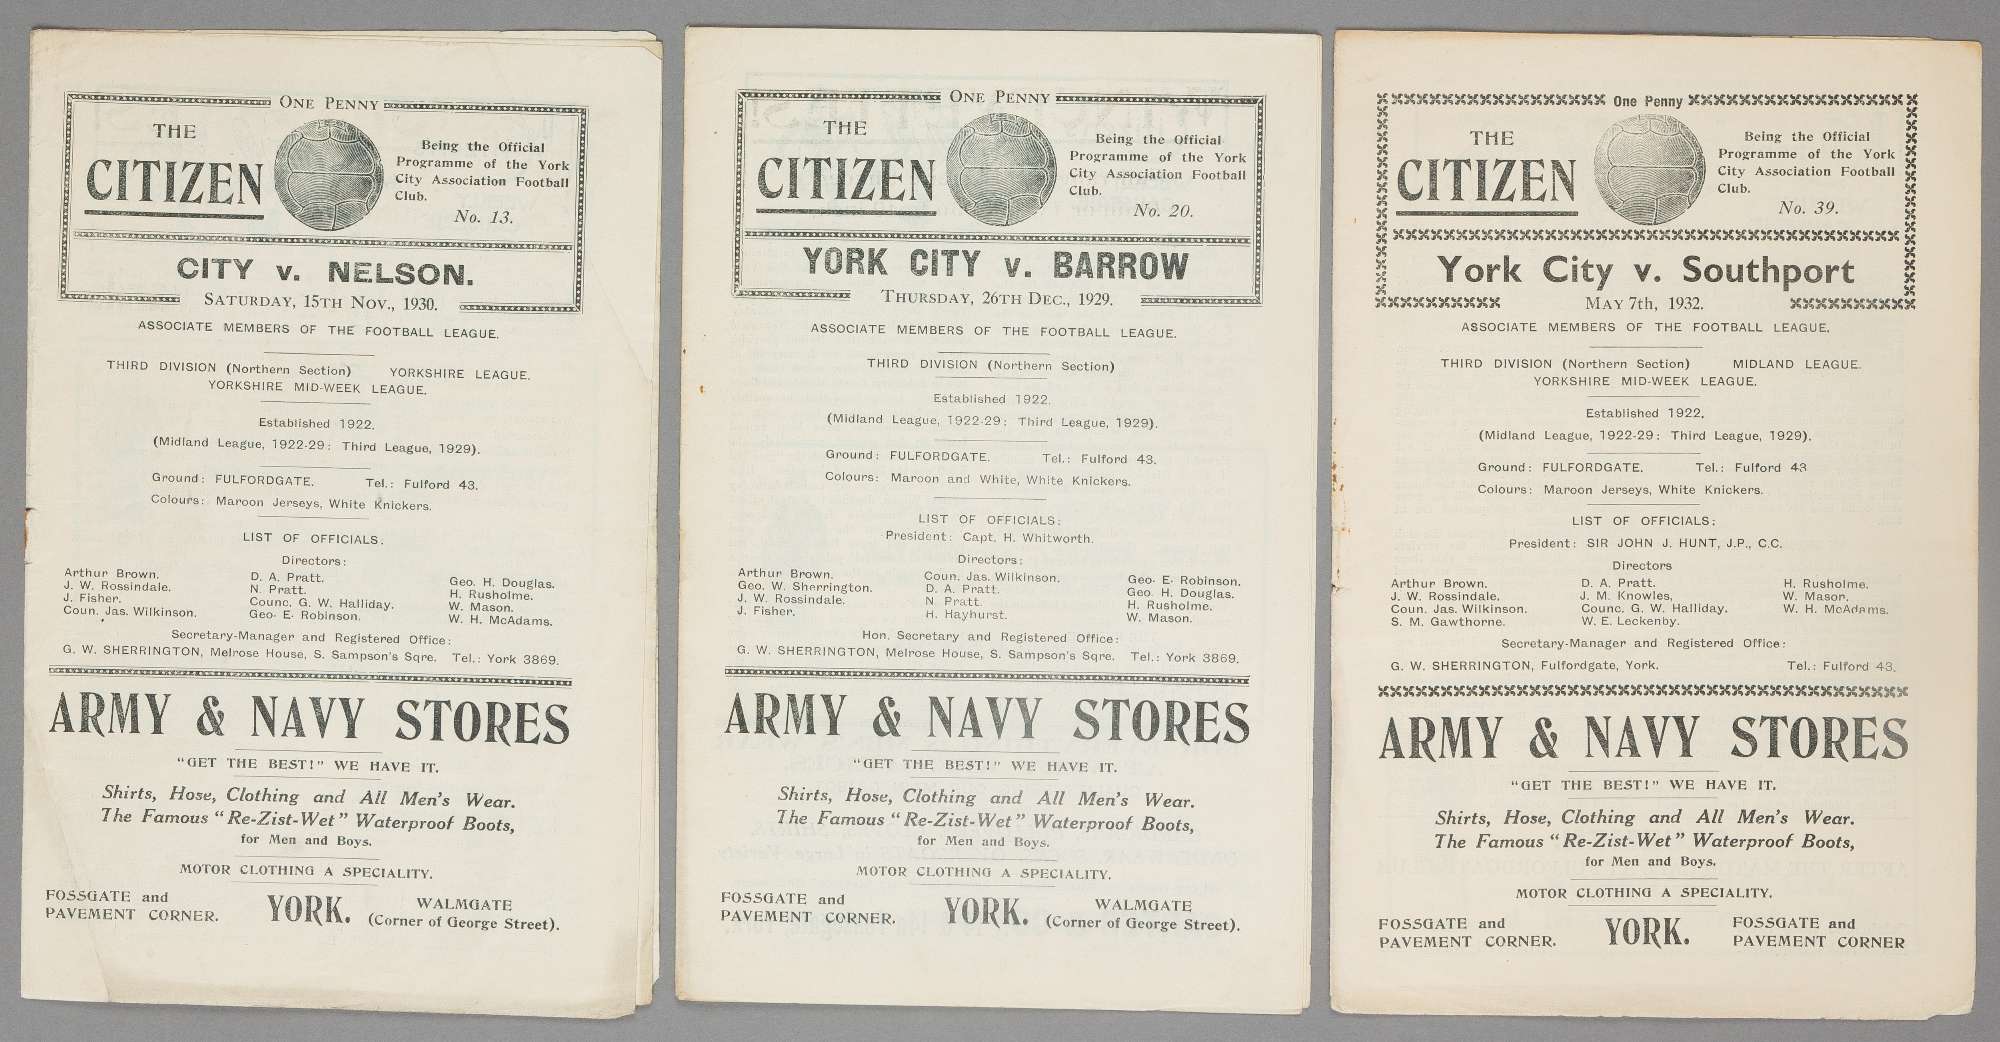 ONE PENNY
THE
CITIZEN
Being the Official
Programme of the York
City Association Football
Club.
No. 13.
CITY v. NELSON.
SATURDAY, 15TH NOV., 1930.
ASSOCIATE MEMBERS OF THE FOOTBALL LEAGUE.
THIRD DIVISION (Northern Section) YORKSHIRE LEAGUE.
YORKSHIRE MID-WEEK LEAGUE.
Established 1922.
(Midland League, 1922-29: Third League, 1929).
Ground: FULFORDGATE. Tel.: Fulford 43.
Colours: Maroon Jerseys, White Knickers.
LIST OF OFFICIALS.
Directors:
Arthur Brown. D. A. Pratt. Geo. H. Douglas.
J. W. Rossindale. N. Pratt. H. Rusholme.
J. Fisher. Counc. G. W. Halliday. W. Mason.
Coun. Jas. Wilkinson. Geo. E. Robinson. W. H. McAdams.
Secretary-Manager and Registered Office:
G. W. SHERRINGTON, Melrose House, S. Sampson's Sqre. Tel.: York 3869.
ARMY & NAVY STORES
"GET THE BEST!" WE HAVE IT.
Shirts, Hose, Clothing and All Men's Wear.
The Famous "Re-Zist-Wet" Waterproof Boots,
for Men and Boys.
MOTOR CLOTHING A SPECIALITY.
FOSSGATE and
PAVEMENT CORNER.
YORK.
WALMGATE
(Corner of George Street).
ONE PENNY
THE
CITIZEN
Being the Official
Programme of the York
City Association Football
Club.
No. 20.
YORK CITY v. BARROW
THURSDAY, 26TH DEC., 1929.
ASSOCIATE MEMBERS OF THE FOOTBALL LEAGUE.
THIRD DIVISION (Northern Section)
Established 1922.
(Midland League, 1922-29: Third League, 1929).
Ground: FULFORDGATE. Tel.: Fulford 43.
Colours: Maroon and White, White Knickers.
LIST OF OFFICIALS:
President: Capt. H. Whitworth.
Directors:
Arthur Brown. Coun. Jas. Wilkinson. Geo. E. Robinson.
Geo. W. Sherrington. D. A. Pratt. Geo. H. Douglas.
J. W. Rossindale. N. Pratt. H. Rusholme.
J. Fisher. H. Hayhurst. W. Mason.
Hon. Secretary and Registered Office:
G. W. SHERRINGTON, Melrose House, S. Sampson's Sqre. Tel.: York 3869.
ARMY & NAVY STORES
"GET THE BEST!" WE HAVE IT.
Shirts, Hose, Clothing and All Men's Wear.
The Famous "Re-Zist-Wet" Waterproof Boots,
for Men and Boys.
MOTOR CLOTHING A SPECIALITY.
FOSSGATE and
PAVEMENT CORNER.
YORK.
WALMGATE
(Corner of George Street).
One Penny
THE
CITIZEN
Being the Official
Programme of the York
City Association Football
Club.
No. 39.
York City v. Southport
MAY 7th, 1932.
ASSOCIATE MEMBERS OF THE FOOTBALL LEAGUE.
THIRD DIVISION (Northern Section) MIDLAND LEAGUE.
YORKSHIRE MID-WEEK LEAGUE.
Established 1922.
(Midland League, 1922-29: Third League, 1929).
Ground: FULFORDGATE. Tel.: Fulford 43
Colours: Maroon Jerseys, White Knickers.
LIST OF OFFICIALS:
President: SIR JOHN J. HUNT, J.P., C.C.
Directors
Arthur Brown. D. A. Pratt. H. Rusholme.
J. W. Rossindale. J. M. Knowles, W. Mason.
Coun. Jas. Wilkinson. Counc. G. W. Halliday. W. H. McAdams.
S. M. Gawthorne. W. E. Leckenby.
Secretary-Manager and Registered Office:
G. W. SHERRINGTON, Fulfordgate, York. Tel.: Fulford 43.
ARMY & NAVY STORES
"GET THE BEST!" WE HAVE IT.
Shirts, Hose, Clothing and All Men's Wear.
The Famous "Re-Zist-Wet" Waterproof Boots,
for Men and Boys.
MOTOR CLOTHING A SPECIALITY.
FOSSGATE and
PAVEMENT CORNER.
YORK.
FOSSGATE and
PAVEMENT CORNER